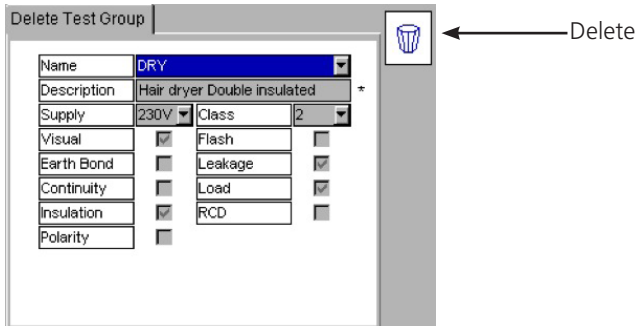 Delete Test Group
Delete
Name DRY
Description Hair dryer Double insulated *
Supply 230V Class 2
Visual Flash
Earth Bond Leakage
Continuity Load
Insulation RCD
Polarity